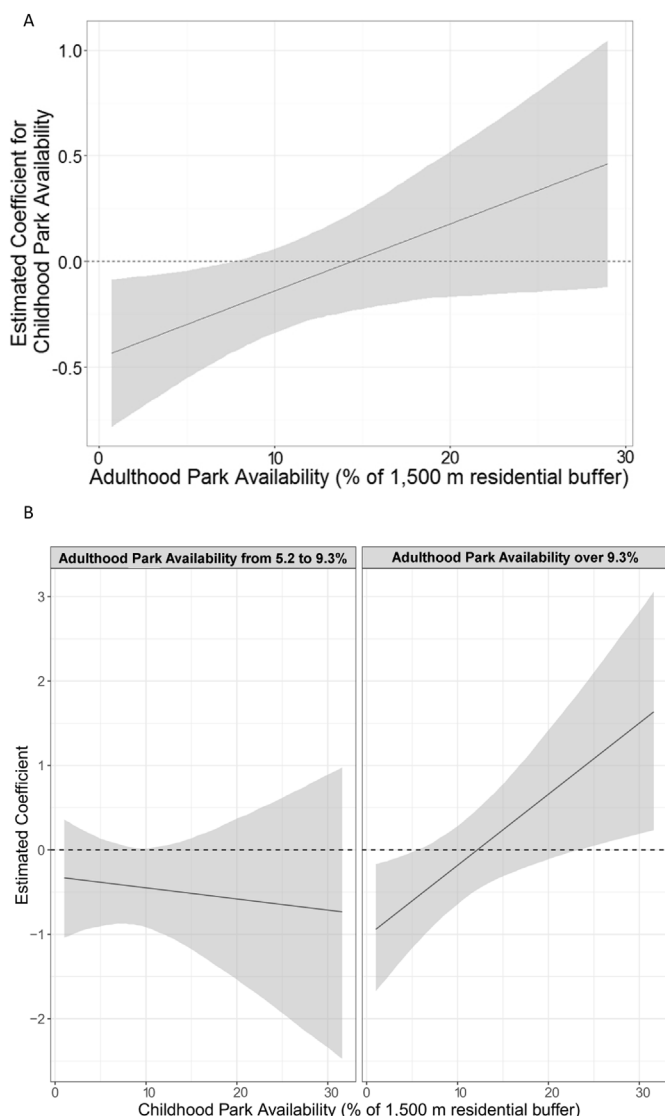 A
Estimated Coefficient for
Childhood Park Availability
1.0
0.5
0.0
-0.5
0
10
20
30
Adulthood Park Availability (% of 1,500 m residential buffer)
B
Adulthood Park Availability from 5.2 to 9.3%
Adulthood Park Availability over 9.3%
Estimated Coefficient
3
2
1
0
−1
−2
0
10
20
30
0
10
20
30
Childhood Park Availability (% of 1,500 m residential buffer)